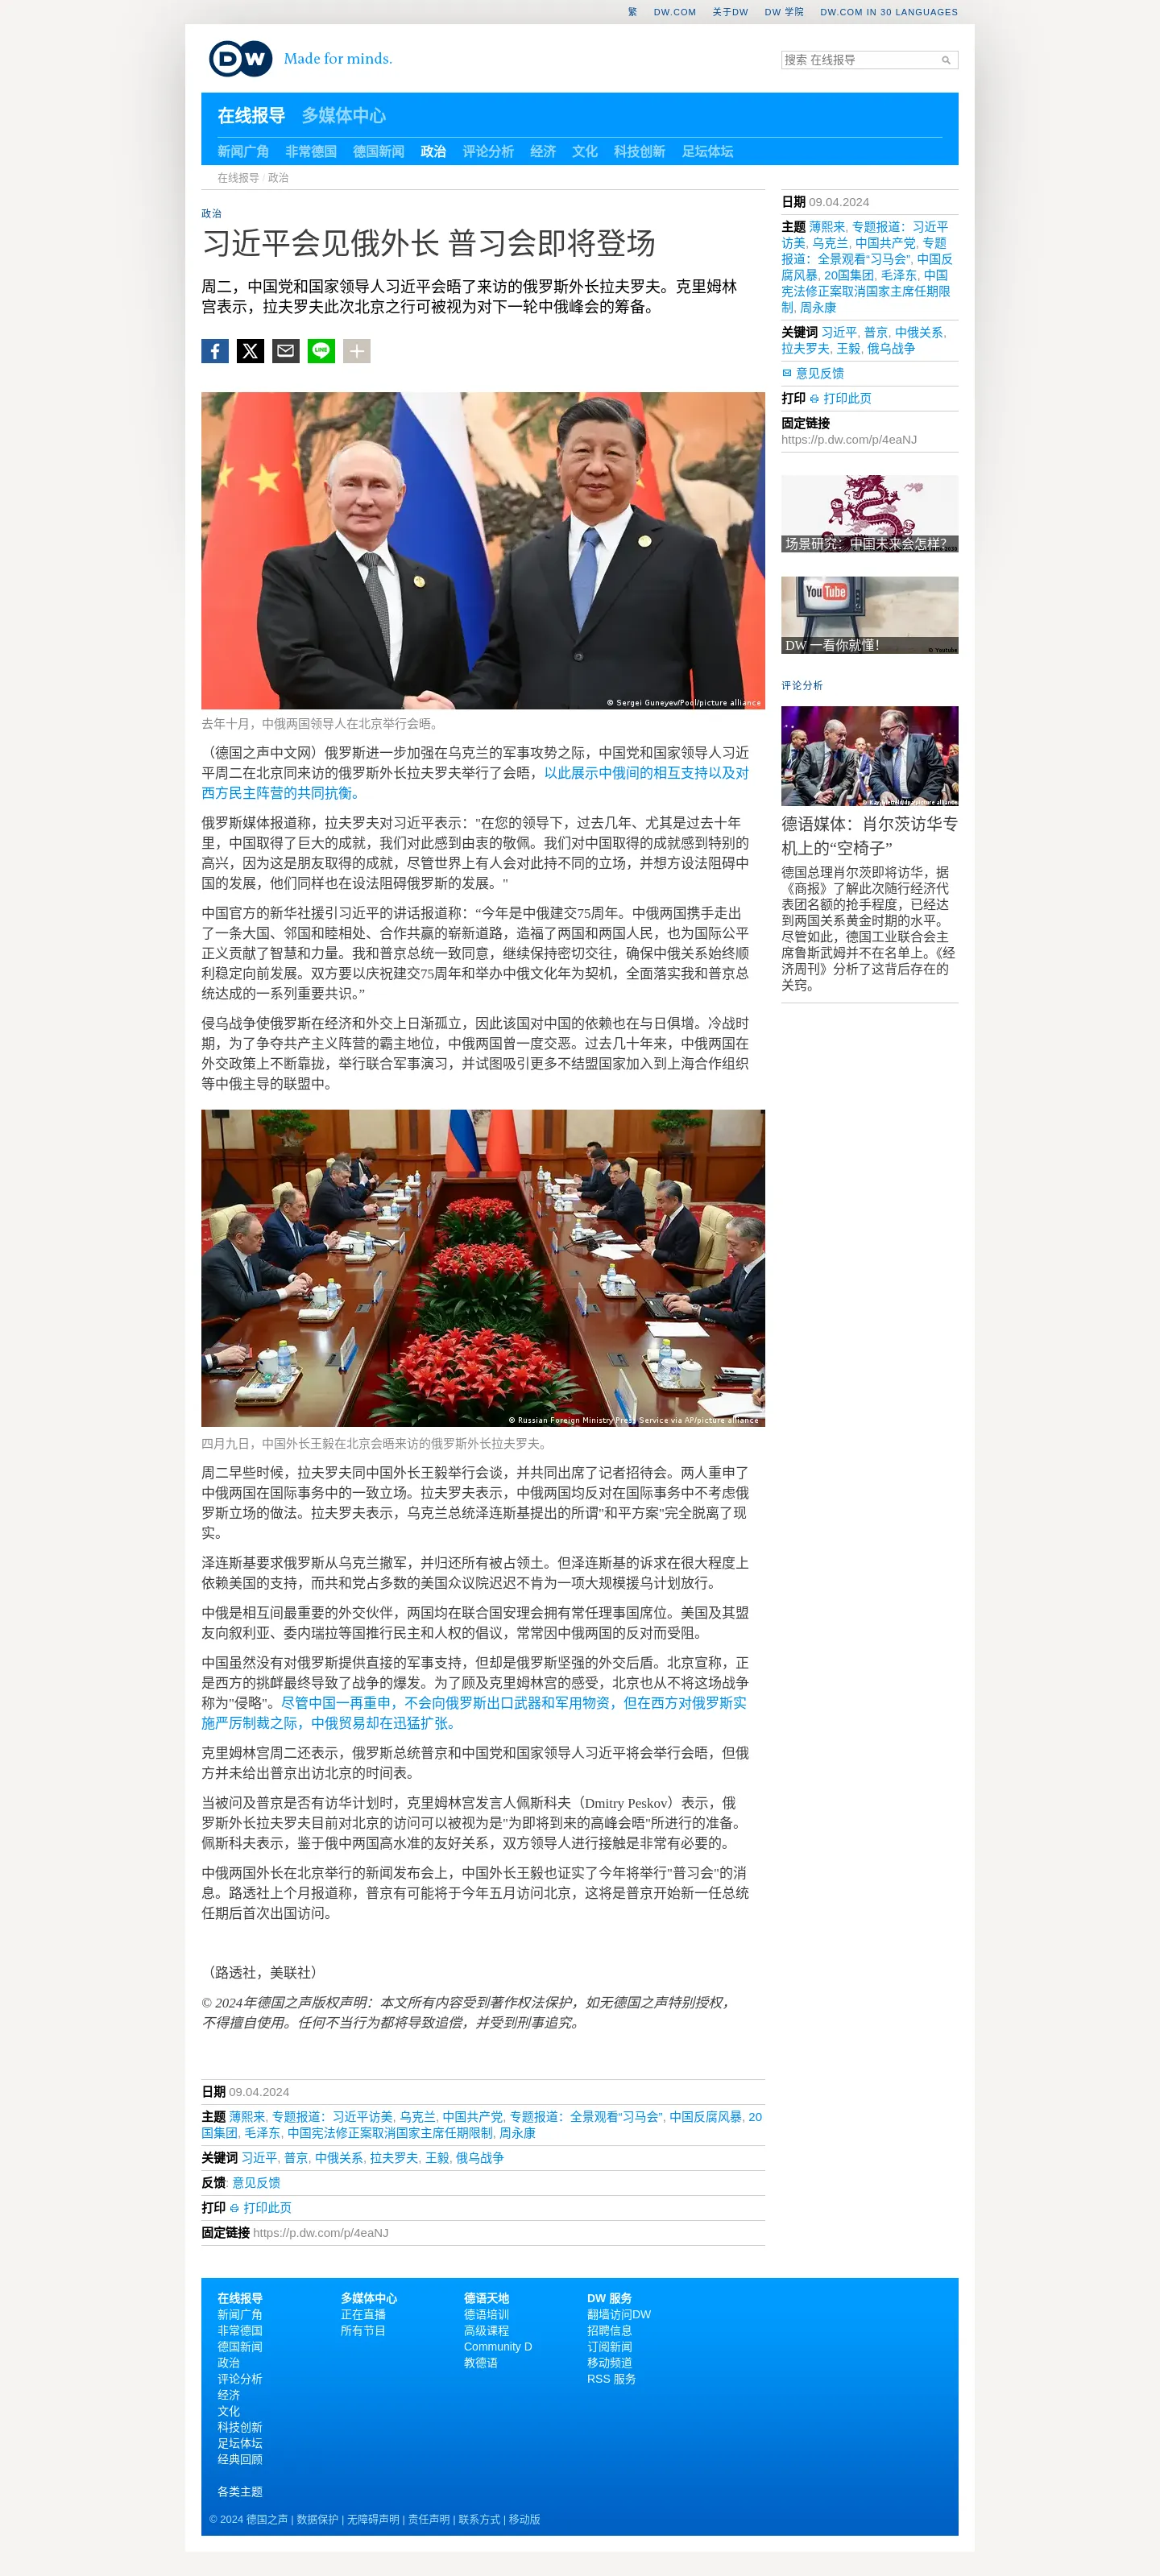 繁 DW.COM 关于DW DW 学院 DW.COM IN 30 LANGUAGES
DW Made for minds.
搜索 在线报导
在线报导 多媒体中心
新闻广角 非常德国 德国新闻 政治 评论分析 经济 文化 科技创新 足坛体坛
在线报导 / 政治
政治
习近平会见俄外长 普习会即将登场
周二，中国党和国家领导人习近平会晤了来访的俄罗斯外长拉夫罗夫。克里姆林
宫表示，拉夫罗夫此次北京之行可被视为对下一轮中俄峰会的筹备。
LINE
© Sergei Guneyev/Pool/picture alliance
去年十月，中俄两国领导人在北京举行会晤。
（德国之声中文网）俄罗斯进一步加强在乌克兰的军事攻势之际，中国党和国家领导人习近
平周二在北京同来访的俄罗斯外长拉夫罗夫举行了会晤，以此展示中俄间的相互支持以及对
西方民主阵营的共同抗衡。
俄罗斯媒体报道称，拉夫罗夫对习近平表示："在您的领导下，过去几年、尤其是过去十年
里，中国取得了巨大的成就，我们对此感到由衷的敬佩。我们对中国取得的成就感到特别的
高兴，因为这是朋友取得的成就，尽管世界上有人会对此持不同的立场，并想方设法阻碍中
国的发展，他们同样也在设法阻碍俄罗斯的发展。"
中国官方的新华社援引习近平的讲话报道称：“今年是中俄建交75周年。中俄两国携手走出
了一条大国、邻国和睦相处、合作共赢的崭新道路，造福了两国和两国人民，也为国际公平
正义贡献了智慧和力量。我和普京总统一致同意，继续保持密切交往，确保中俄关系始终顺
利稳定向前发展。双方要以庆祝建交75周年和举办中俄文化年为契机，全面落实我和普京总
统达成的一系列重要共识。”
侵乌战争使俄罗斯在经济和外交上日渐孤立，因此该国对中国的依赖也在与日俱增。冷战时
期，为了争夺共产主义阵营的霸主地位，中俄两国曾一度交恶。过去几十年来，中俄两国在
外交政策上不断靠拢，举行联合军事演习，并试图吸引更多不结盟国家加入到上海合作组织
等中俄主导的联盟中。
© Russian Foreign Ministry Press Service via AP/picture alliance
四月九日，中国外长王毅在北京会晤来访的俄罗斯外长拉夫罗夫。
周二早些时候，拉夫罗夫同中国外长王毅举行会谈，并共同出席了记者招待会。两人重申了
中俄两国在国际事务中的一致立场。拉夫罗夫表示，中俄两国均反对在国际事务中不考虑俄
罗斯立场的做法。拉夫罗夫表示，乌克兰总统泽连斯基提出的所谓"和平方案"完全脱离了现
实。
泽连斯基要求俄罗斯从乌克兰撤军，并归还所有被占领土。但泽连斯基的诉求在很大程度上
依赖美国的支持，而共和党占多数的美国众议院迟迟不肯为一项大规模援乌计划放行。
中俄是相互间最重要的外交伙伴，两国均在联合国安理会拥有常任理事国席位。美国及其盟
友向叙利亚、委内瑞拉等国推行民主和人权的倡议，常常因中俄两国的反对而受阻。
中国虽然没有对俄罗斯提供直接的军事支持，但却是俄罗斯坚强的外交后盾。北京宣称，正
是西方的挑衅最终导致了战争的爆发。为了顾及克里姆林宫的感受，北京也从不将这场战争
称为"侵略"。尽管中国一再重申，不会向俄罗斯出口武器和军用物资，但在西方对俄罗斯实
施严厉制裁之际，中俄贸易却在迅猛扩张。
克里姆林宫周二还表示，俄罗斯总统普京和中国党和国家领导人习近平将会举行会晤，但俄
方并未给出普京出访北京的时间表。
当被问及普京是否有访华计划时，克里姆林宫发言人佩斯科夫（Dmitry Peskov）表示，俄
罗斯外长拉夫罗夫目前对北京的访问可以被视为是"为即将到来的高峰会晤"所进行的准备。
佩斯科夫表示，鉴于俄中两国高水准的友好关系，双方领导人进行接触是非常有必要的。
中俄两国外长在北京举行的新闻发布会上，中国外长王毅也证实了今年将举行"普习会"的消
息。路透社上个月报道称，普京有可能将于今年五月访问北京，这将是普京开始新一任总统
任期后首次出国访问。
（路透社，美联社）
© 2024年德国之声版权声明：本文所有内容受到著作权法保护，如无德国之声特别授权，
不得擅自使用。任何不当行为都将导致追偿，并受到刑事追究。
日期 09.04.2024
主题 薄熙来, 专题报道：习近平访美, 乌克兰, 中国共产党, 专题报道：全景观看“习马会”, 中国反腐风暴, 20
国集团, 毛泽东, 中国宪法修正案取消国家主席任期限制, 周永康
关键词 习近平, 普京, 中俄关系, 拉夫罗夫, 王毅, 俄乌战争
反馈: 意见反馈
打印 打印此页
固定链接 https://p.dw.com/p/4eaNJ
日期 09.04.2024
主题 薄熙来, 专题报道：习近平
访美, 乌克兰, 中国共产党, 专题
报道：全景观看“习马会”, 中国反
腐风暴, 20国集团, 毛泽东, 中国
宪法修正案取消国家主席任期限
制, 周永康
关键词 习近平, 普京, 中俄关系,
拉夫罗夫, 王毅, 俄乌战争
意见反馈
打印 打印此页
固定链接
https://p.dw.com/p/4eaNJ
场景研究：中国未来会怎样？
You Tube
DW 一看你就懂！
© Youtube
评论分析
德语媒体：肖尔茨访华专
机上的“空椅子”
德国总理肖尔茨即将访华，据
《商报》了解此次随行经济代
表团名额的抢手程度，已经达
到两国关系黄金时期的水平。
尽管如此，德国工业联合会主
席鲁斯武姆并不在名单上。《经
济周刊》分析了这背后存在的
关窍。
在线报导 多媒体中心 德语天地 DW 服务
新闻广角 正在直播 德语培训 翻墙访问DW
非常德国 所有节目 高级课程 招聘信息
德国新闻 Community D 订阅新闻
政治 教德语 移动频道
评论分析 RSS 服务
经济
文化
科技创新
足坛体坛
经典回顾
各类主题
© 2024 德国之声 | 数据保护 | 无障碍声明 | 责任声明 | 联系方式 | 移动版